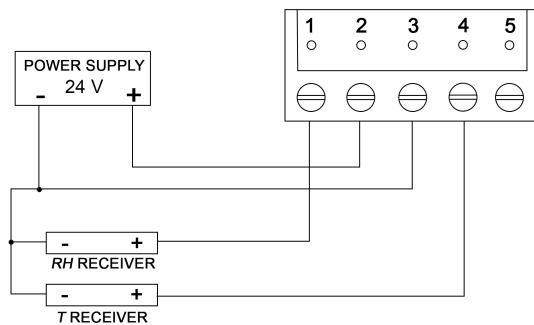 1 2 3 4 5
POWER SUPPLY
24 V
- +
- +
RH RECEIVER
- +
T RECEIVER